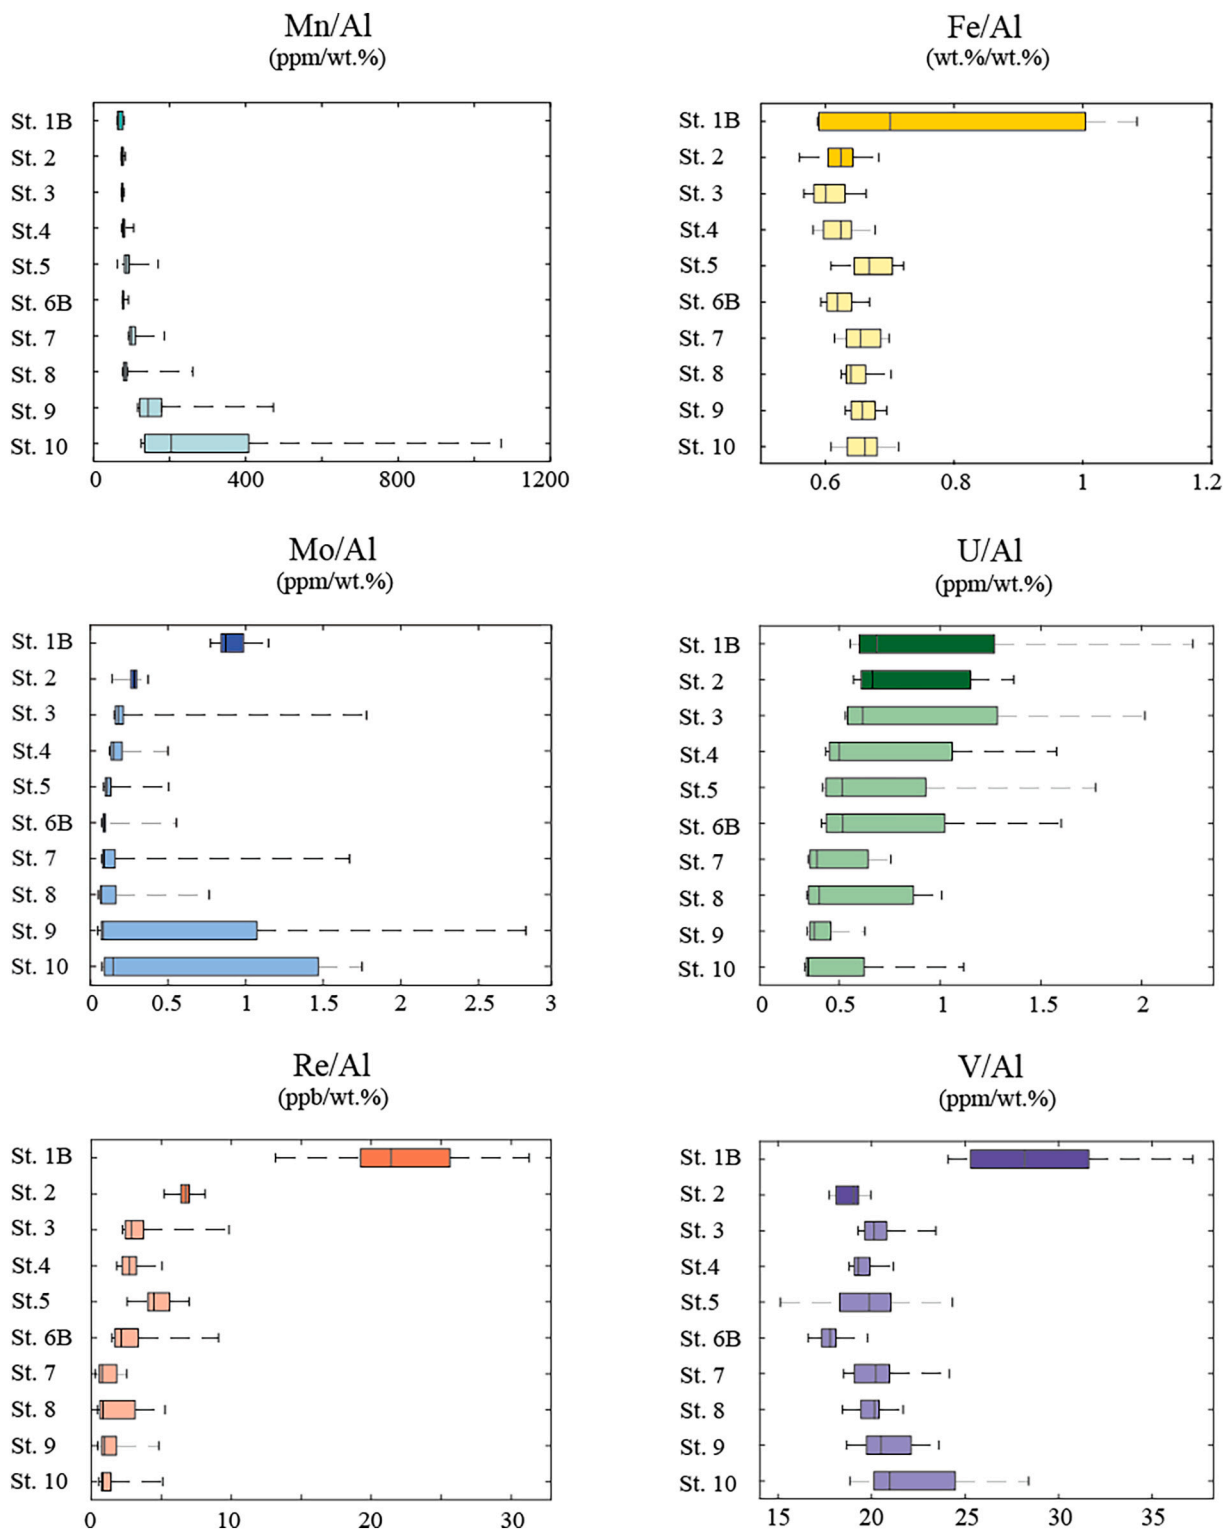 Mn/Al
(ppm/wt.%)
St. 1B
St. 2
St. 3
St.4
St.5
St. 6B
St. 7
St. 8
St. 9
St. 10
0 400 800 1200
Fe/Al
(wt.%/wt.%)
St. 1B
St. 2
St. 3
St.4
St.5
St. 6B
St. 7
St. 8
St. 9
St. 10
0.6 0.8 1 1.2
Mo/Al
(ppm/wt.%)
St. 1B
St. 2
St. 3
St.4
St.5
St. 6B
St. 7
St. 8
St. 9
St. 10
0 0.5 1 1.5 2 2.5 3
U/Al
(ppm/wt.%)
St. 1B
St. 2
St. 3
St.4
St.5
St. 6B
St. 7
St. 8
St. 9
St. 10
0 0.5 1 1.5 2
Re/Al
(ppb/wt.%)
St. 1B
St. 2
St. 3
St.4
St.5
St. 6B
St. 7
St. 8
St. 9
St. 10
0 10 20 30
V/Al
(ppm/wt.%)
St. 1B
St. 2
St. 3
St.4
St.5
St. 6B
St. 7
St. 8
St. 9
St. 10
15 20 25 30 35